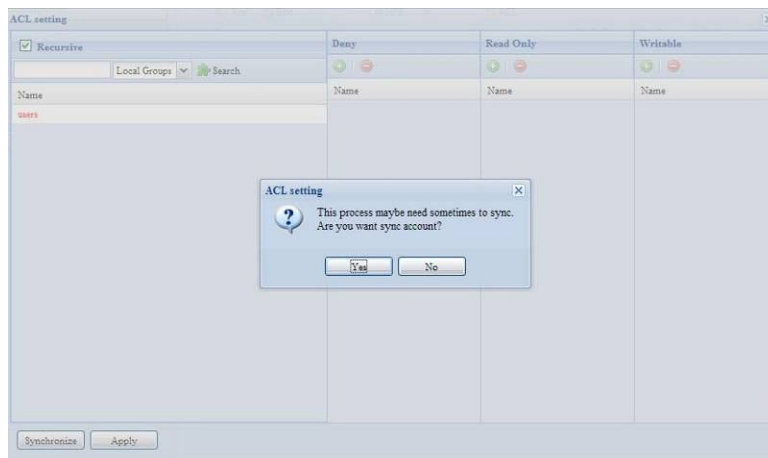 ACL setting
Recursive
Deny
Read Only
Writable
Local Groups
Search
Name
Name
Name
Name
users
ACL setting
This process maybe need sometimes to sync.
Are you want sync account?
Yes
No
Synchronize
Apply